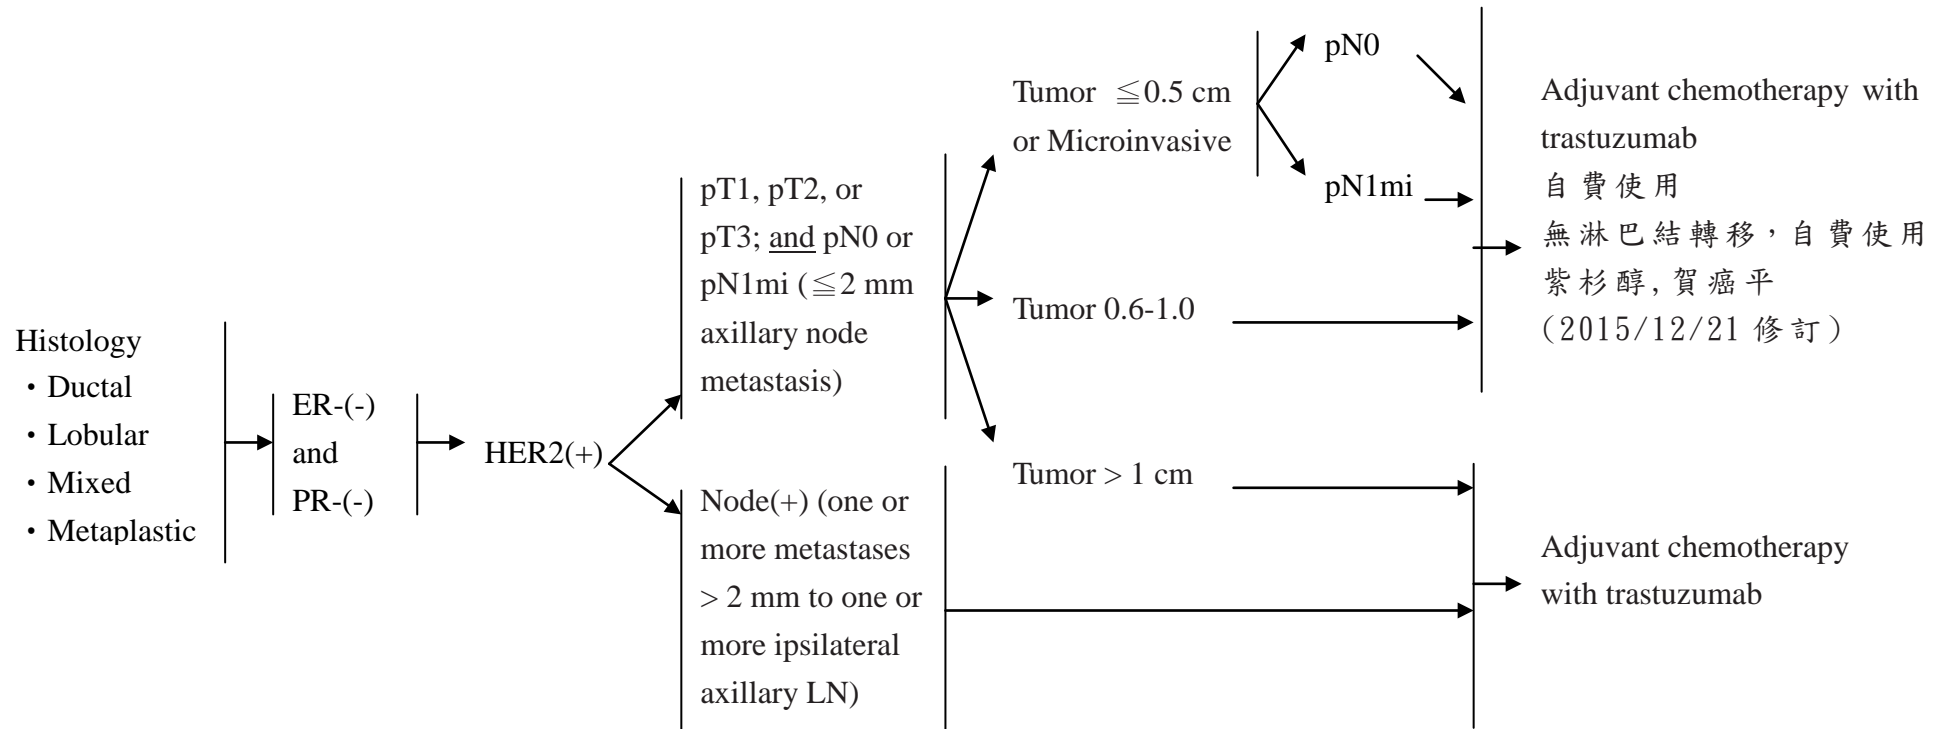 Histology
・Ductal
・Lobular
・Mixed
・Metaplastic
ER-(-)
and
PR-(-)
HER2(+)
pT1, pT2, or
pT3; and pN0 or
pN1mi (≦2 mm
axillary node
metastasis)
Node(+) (one or
more metastases
> 2 mm to one or
more ipsilateral
axillary LN)
Tumor ≦0.5 cm
or Microinvasive
pN0
pN1mi
Tumor 0.6-1.0
Tumor > 1 cm
Adjuvant chemotherapy with
trastuzumab
自費使用
無淋巴結轉移，自費使用
紫杉醇, 賀癌平
(2015/12/21 修訂)
Adjuvant chemotherapy
with trastuzumab